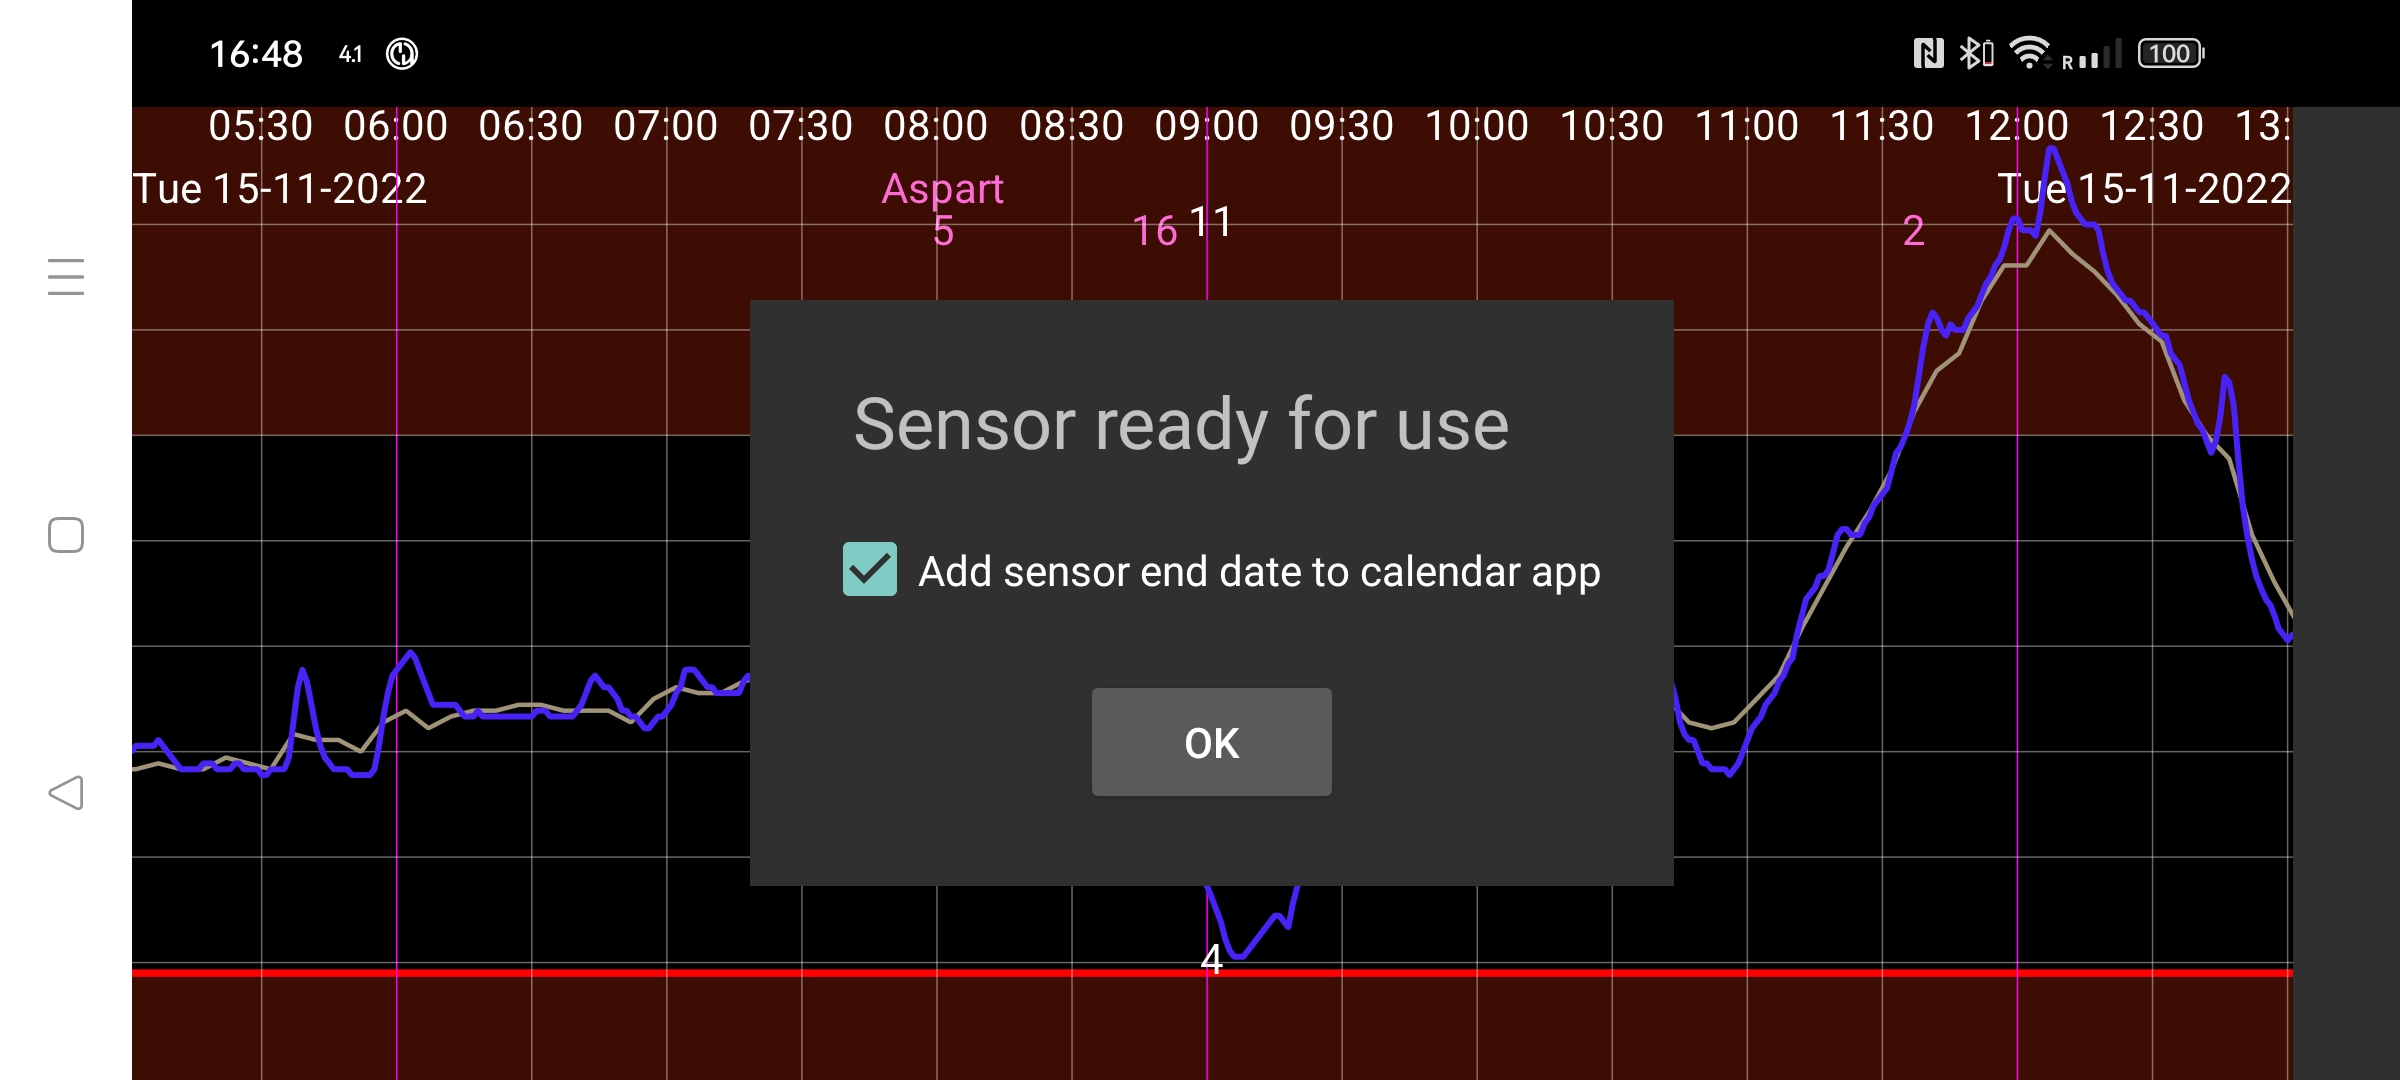 16:48 4.1 R 100
05:30 06:00 06:30 07:00 07:30 08:00 08:30 09:00 09:30 10:00 10:30 11:00 11:30 12:00 12:30 13:
Tue 15-11-2022 Aspart Tue 15-11-2022
5 16 11 2
Sensor ready for use
Add sensor end date to calendar app
OK
4